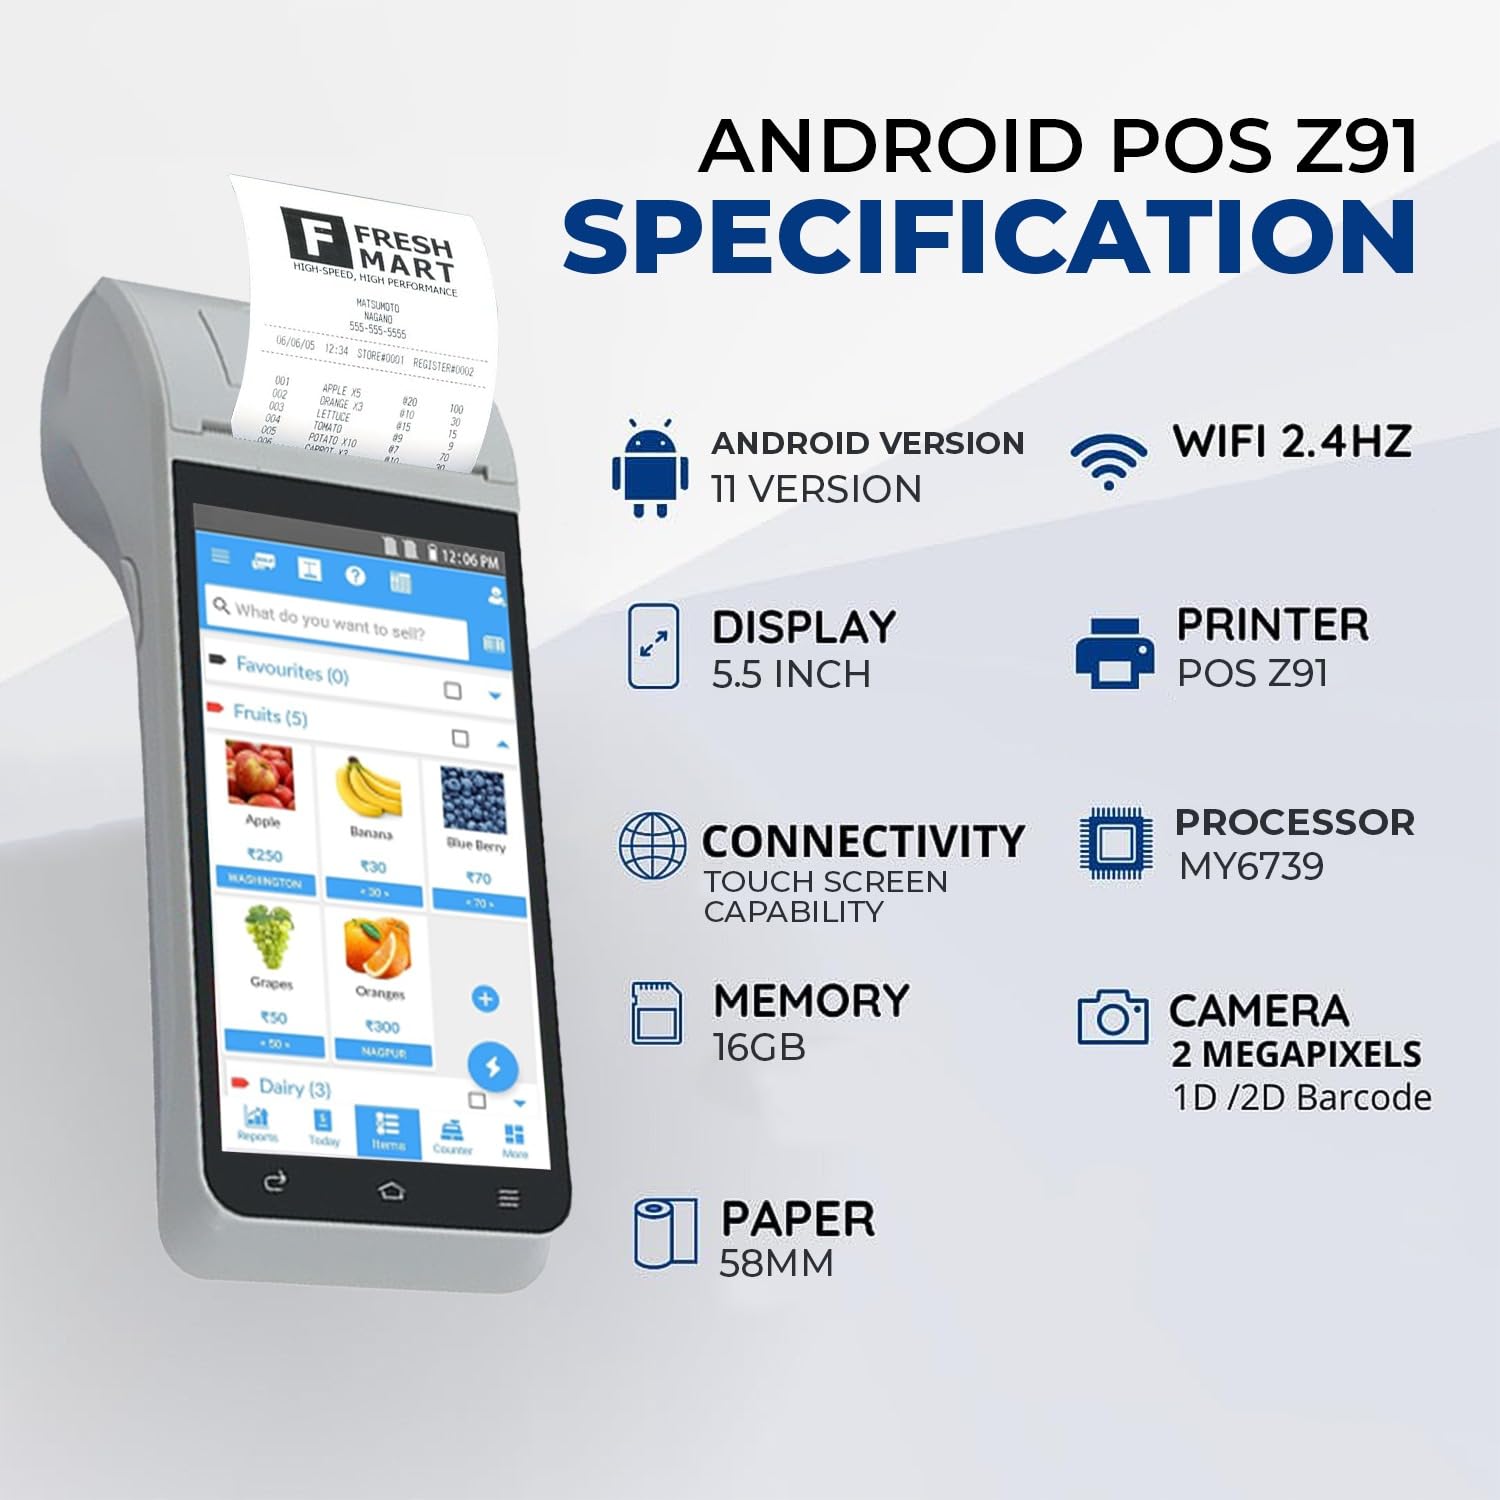 ANDROID POS Z91
SPECIFICATION
F FRESH
MART
HIGH-SPEED, HIGH PERFORMANCE
MATSUMOTO
NAGANO
555-555-5555
06/06/05 12:34 STORE#0001 REGISTER#0002
001 APPLE X5 @20 100
002 ORANGE X3 @10 30
003 LETTUCE @15 15
004 TOMATO @9 9
005 POTATO X10 @7 70
006 CARROT X3 @10 30
12:06 PM
What do you want to sell?
Favourites (0)
Fruits (5)
Apple
₹250
WASHINGTON
Banana
₹30
< 30 >
Blue Berry
₹70
< 70 >
Grapes
₹50
< 50 >
Oranges
₹300
NAGPUR
Dairy (3)
Reports Today Items Counter More
ANDROID VERSION
11 VERSION
WIFI 2.4HZ
DISPLAY
5.5 INCH
PRINTER
POS Z91
CONNECTIVITY
TOUCH SCREEN
CAPABILITY
PROCESSOR
MY6739
MEMORY
16GB
CAMERA
2 MEGAPIXELS
1D /2D Barcode
PAPER
58MM